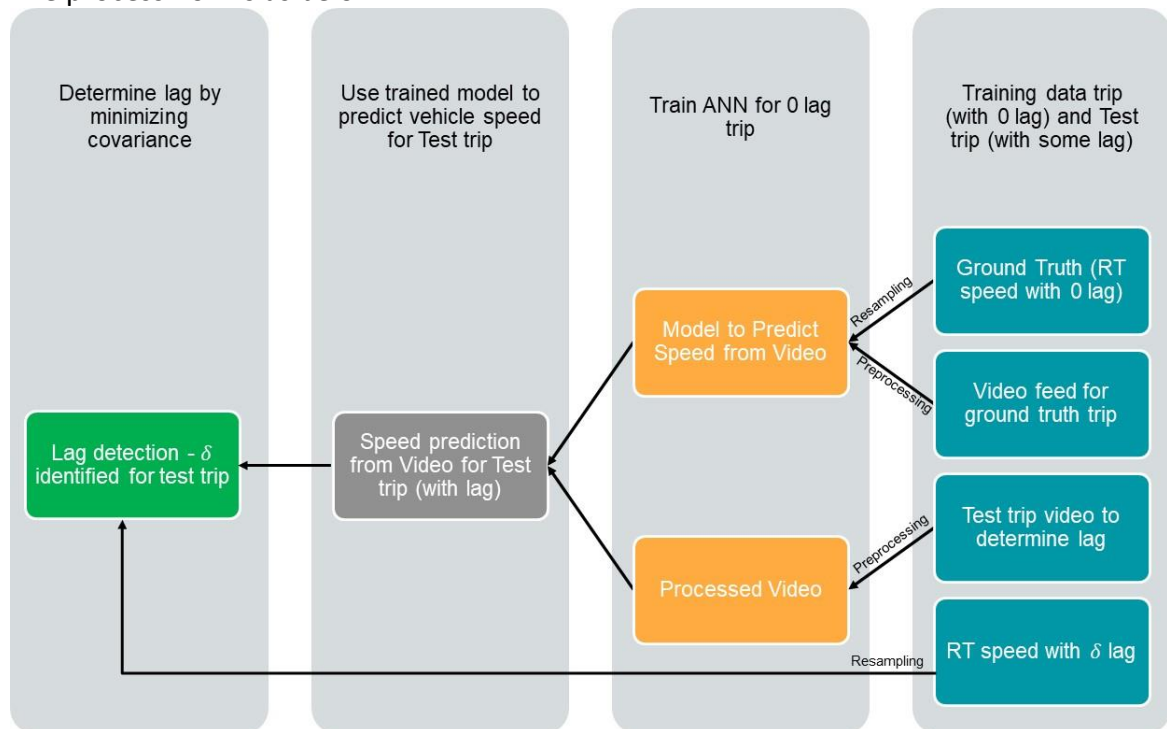 Determine lag by
minimizing
covariance
Use trained model to
predict vehicle speed
for Test trip
Train ANN for 0 lag
trip
Training data trip
(with 0 lag) and Test
trip (with some lag)
Ground Truth (RT
speed with 0 lag)
Resampling
Model to Predict
Speed from Video
Preprocessing
Video feed for
ground truth trip
Lag detection - δ
identified for test trip
Speed prediction
from Video for Test
trip (with lag)
Test trip video to
determine lag
Preprocessing
Processed Video
RT speed with δ lag
Resampling